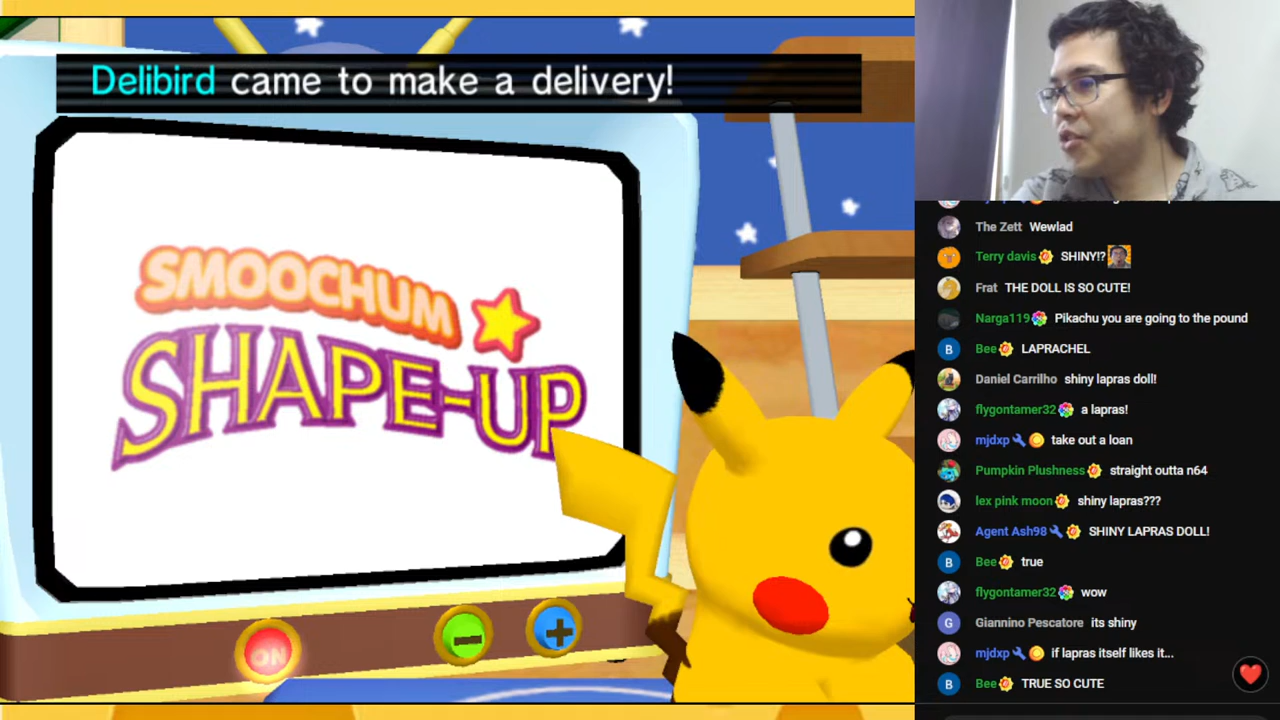 Delibird came to make a delivery!
SMOOCHUM
SHAPE-UP
ON
The Zett Wewlad
Terry davis SHINY!?
Frat THE DOLL IS SO CUTE!
Narga119 Pikachu you are going to the pound
B Bee LAPRACHEL
Daniel Carrilho shiny lapras doll!
flygontamer32 a lapras!
mjdxp take out a loan
Pumpkin Plushness straight outta n64
lex pink moon shiny lapras???
Agent Ash98 SHINY LAPRAS DOLL!
B Bee true
flygontamer32 wow
G Giannino Pescatore its shiny
mjdxp if lapras itself likes it...
B Bee TRUE SO CUTE